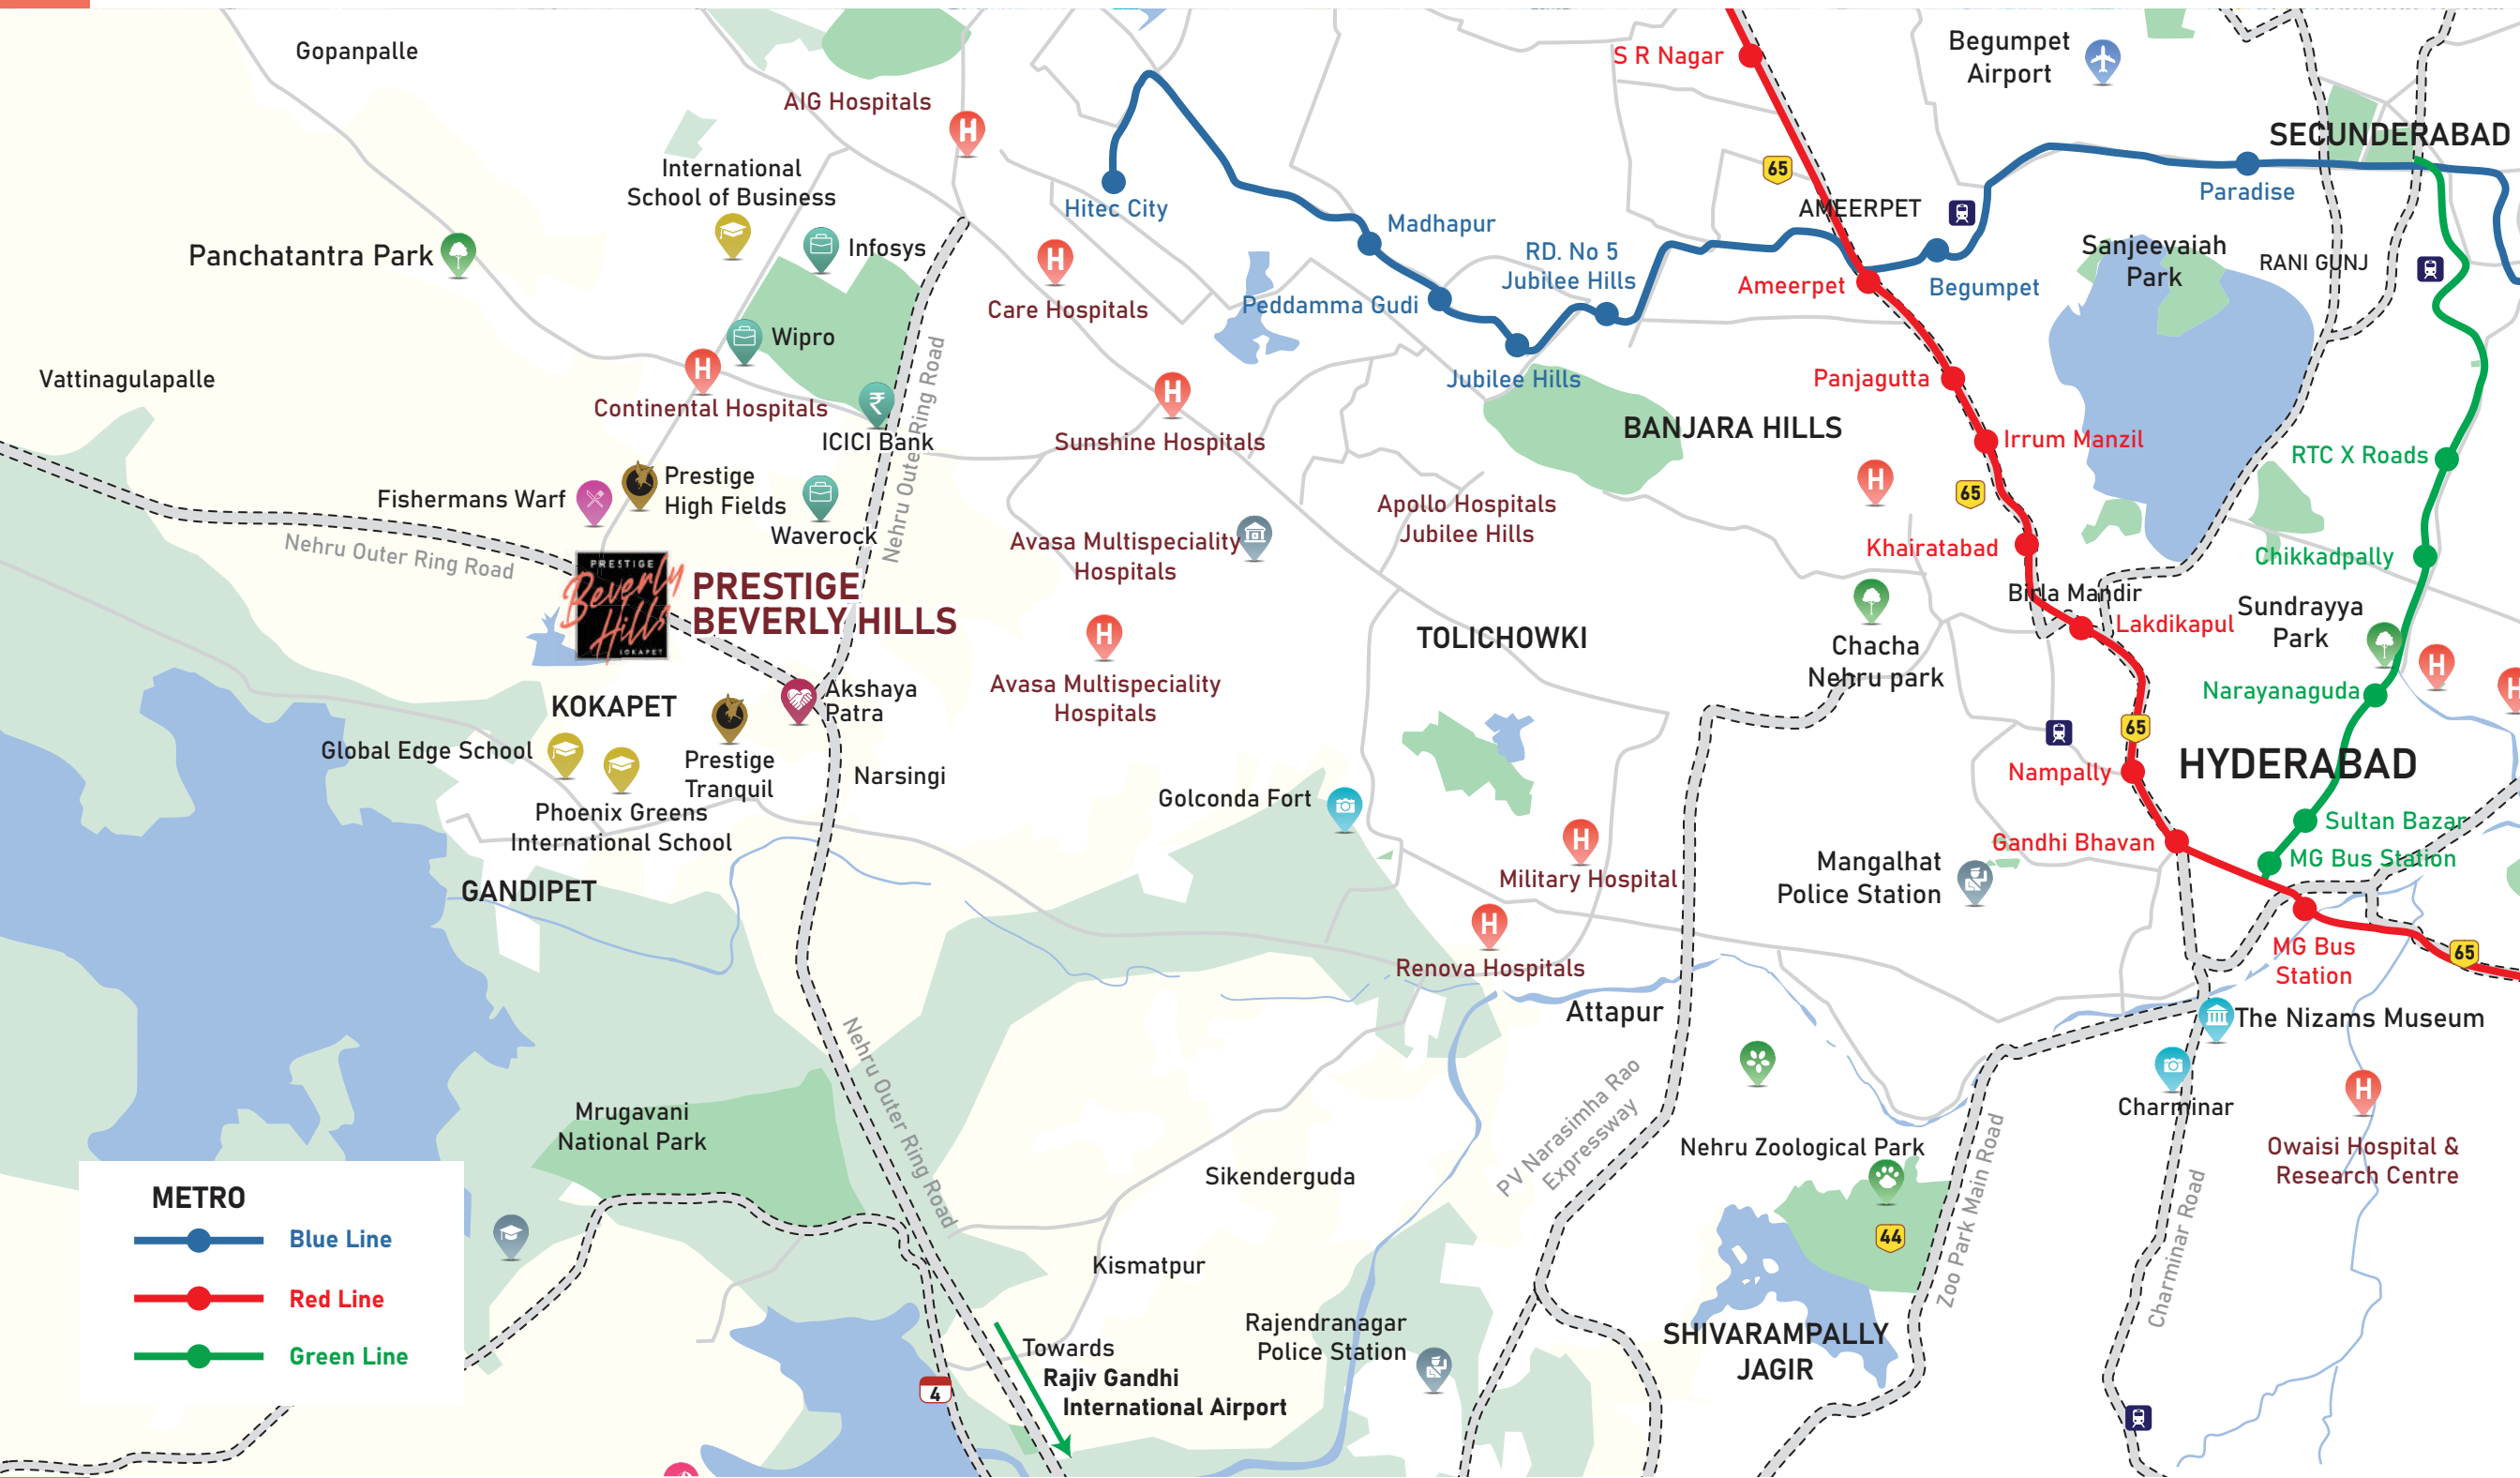 Gopanpalle
AIG Hospitals
H
S R Nagar
Begumpet
Airport
SECUNDERABAD
International
School of Business
65
Hitec City
Madhapur
AMEERPET
Paradise
Panchatantra Park
Infosys
H
Care Hospitals
RD. No 5
Jubilee Hills
Peddamma Gudi
Ameerpet
Begumpet
Sanjeevaiah
Park
RANI GUNJ
Wipro
Vattinagulapalle
H
Continental Hospitals
₹
ICICI Bank
Nehru Outer Ring Road
H
Sunshine Hospitals
Jubilee Hills
BANJARA HILLS
Panjagutta
Irrum Manzil
RTC X Roads
Fishermans Warf
Prestige
High Fields
Waverock
Nehru Outer Ring Road
Avasa Multispeciality
Hospitals
Apollo Hospitals
Jubilee Hills
H
65
Khairatabad
Chikkadpally
PRESTIGE
Beverly
Hills
KOKAPET
PRESTIGE
BEVERLY HILLS
H
Avasa Multispeciality
Hospitals
TOLICHOWKI
Chacha
Nehru park
Birla Mandir
Lakdikapul
Sundrayya
Park
H
H
Narayanaguda
KOKAPET
Akshaya
Patra
Global Edge School
Prestige
Tranquil
Narsingi
Phoenix Greens
International School
Golconda Fort
65
Nampally
HYDERABAD
Sultan Bazar
Gandhi Bhavan
MG Bus Station
H
Military Hospital
Mangalhat
Police Station
GANDIPET
H
Renova Hospitals
MG Bus
Station
65
Attapur
The Nizams Museum
Nehru Outer Ring Road
PV Narasimha Rao
Expressway
Charminar
H
Owaisi Hospital &
Research Centre
Mrugavani
National Park
Sikenderguda
Nehru Zoological Park
44
Zoo Park Main Road
Charminar Road
Kismatpur
METRO
Blue Line
Red Line
Green Line
Rajendranagar
Police Station
SHIVARAMPALLY
JAGIR
4
Towards
Rajiv Gandhi
International Airport